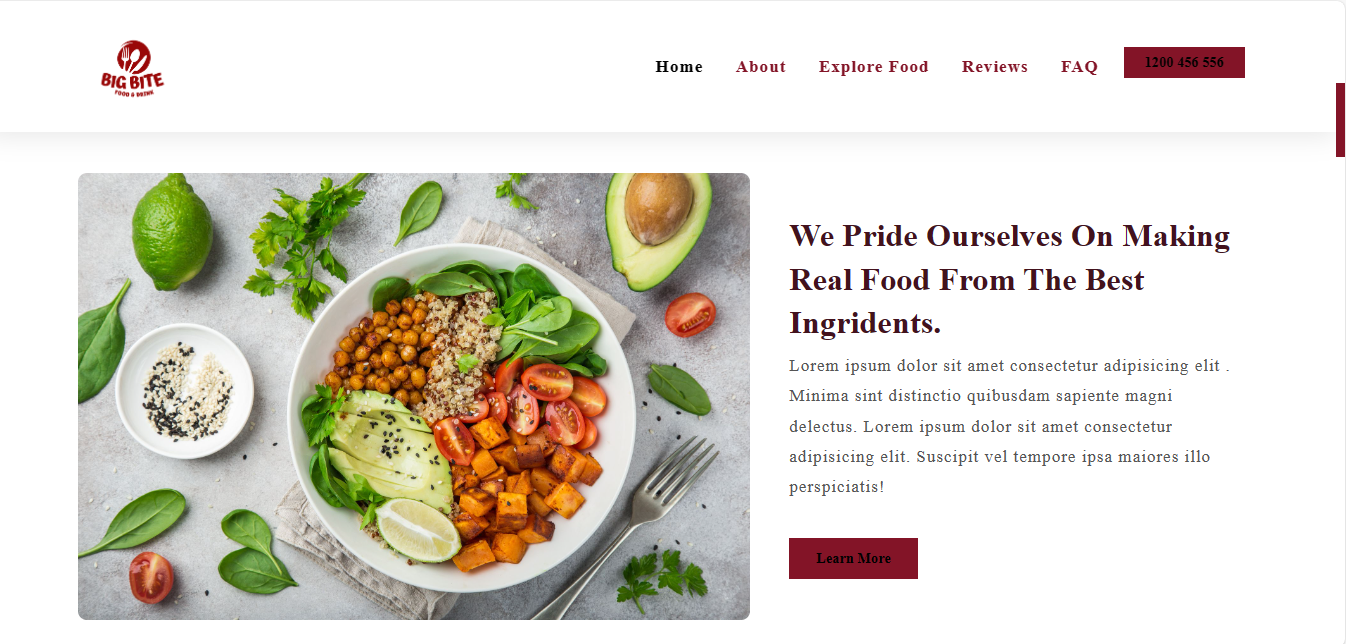 BIG BITE
FOOD & DRINK
Home About Explore Food Reviews FAQ 1200 456 556
We Pride Ourselves On Making
Real Food From The Best
Ingridents.
Lorem ipsum dolor sit amet consectetur adipisicing elit .
Minima sint distinctio quibusdam sapiente magni
delectus. Lorem ipsum dolor sit amet consectetur
adipisicing elit. Suscipit vel tempore ipsa maiores illo
perspiciatis!
Learn More